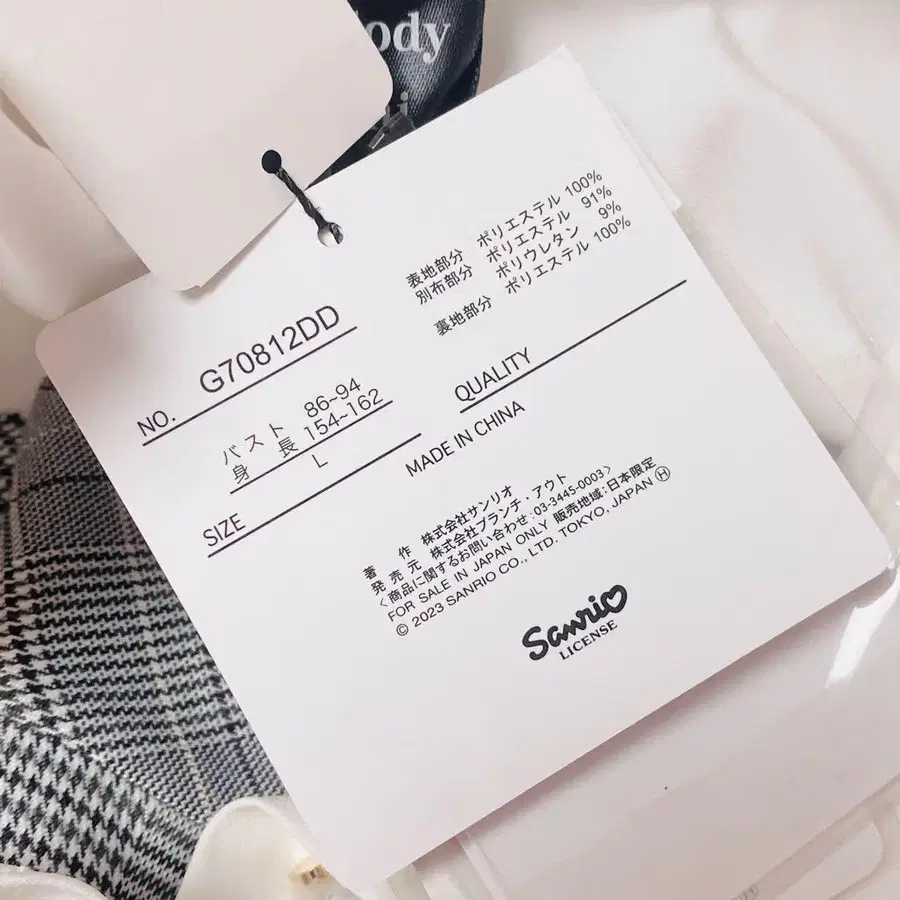 ody
NO. G70812DD
バスト 86~94
身 長 154~162
SIZE L
表地部分 ポリエステル 100%
別布部分 ポリエステル 91%
ポリウレタン 9%
裏地部分 ポリエステル 100%
QUALITY
MADE IN CHINA
著 作 株式会社サンリオ
発 売 元 株式会社ブランチ・アウト
<商品に関するお問い合わせ:03-3445-0003>
FOR SALE IN JAPAN ONLY 販売地域:日本限定
© 2023 SANRIO CO., LTD. TOKYO, JAPAN Ⓗ
Sanrio
LICENSE